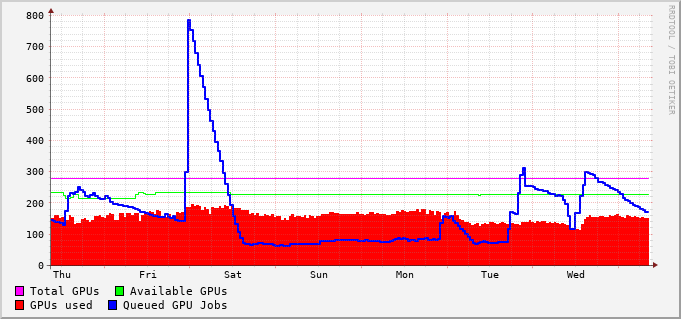 800
700
600
500
400
300
200
100
0
Thu Fri Sat Sun Mon Tue Wed
Total GPUs Available GPUs
GPUs used Queued GPU Jobs
RRDTOOL / TOBI OETIKER